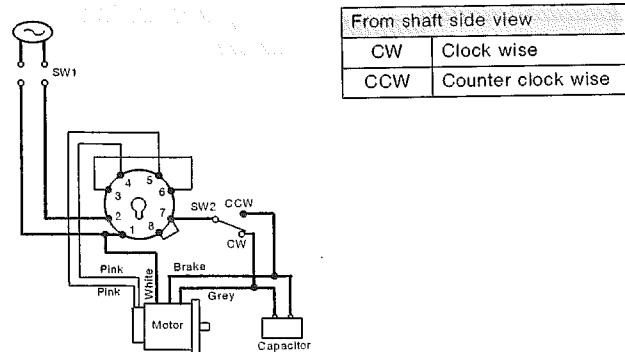 From shaft side view
CW Clock wise
CCW Counter clock wise
SW1
4 5
3 6
2 7
1 8
SW2 CCW
CW
Pink White Brake
Pink Grey
Motor
Capacitor